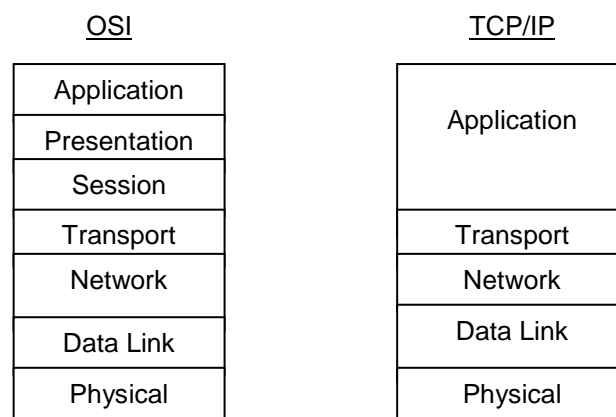 OSI
Application
Presentation
Session
Transport
Network
Data Link
Physical
TCP/IP
Application
Transport
Network
Data Link
Physical